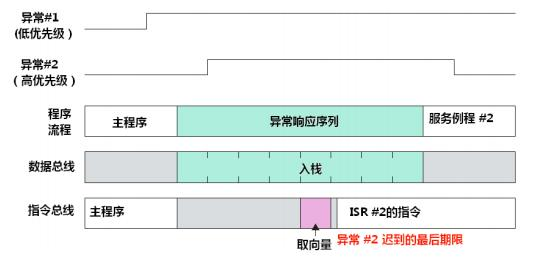 异常#1
(低优先级)
异常#2
(高优先级)
程序
流程
主程序
异常响应序列
服务例程 #2
数据总线
入栈
指令总线
主程序
ISR #2的指令
取向量
异常 #2 迟到的最后期限